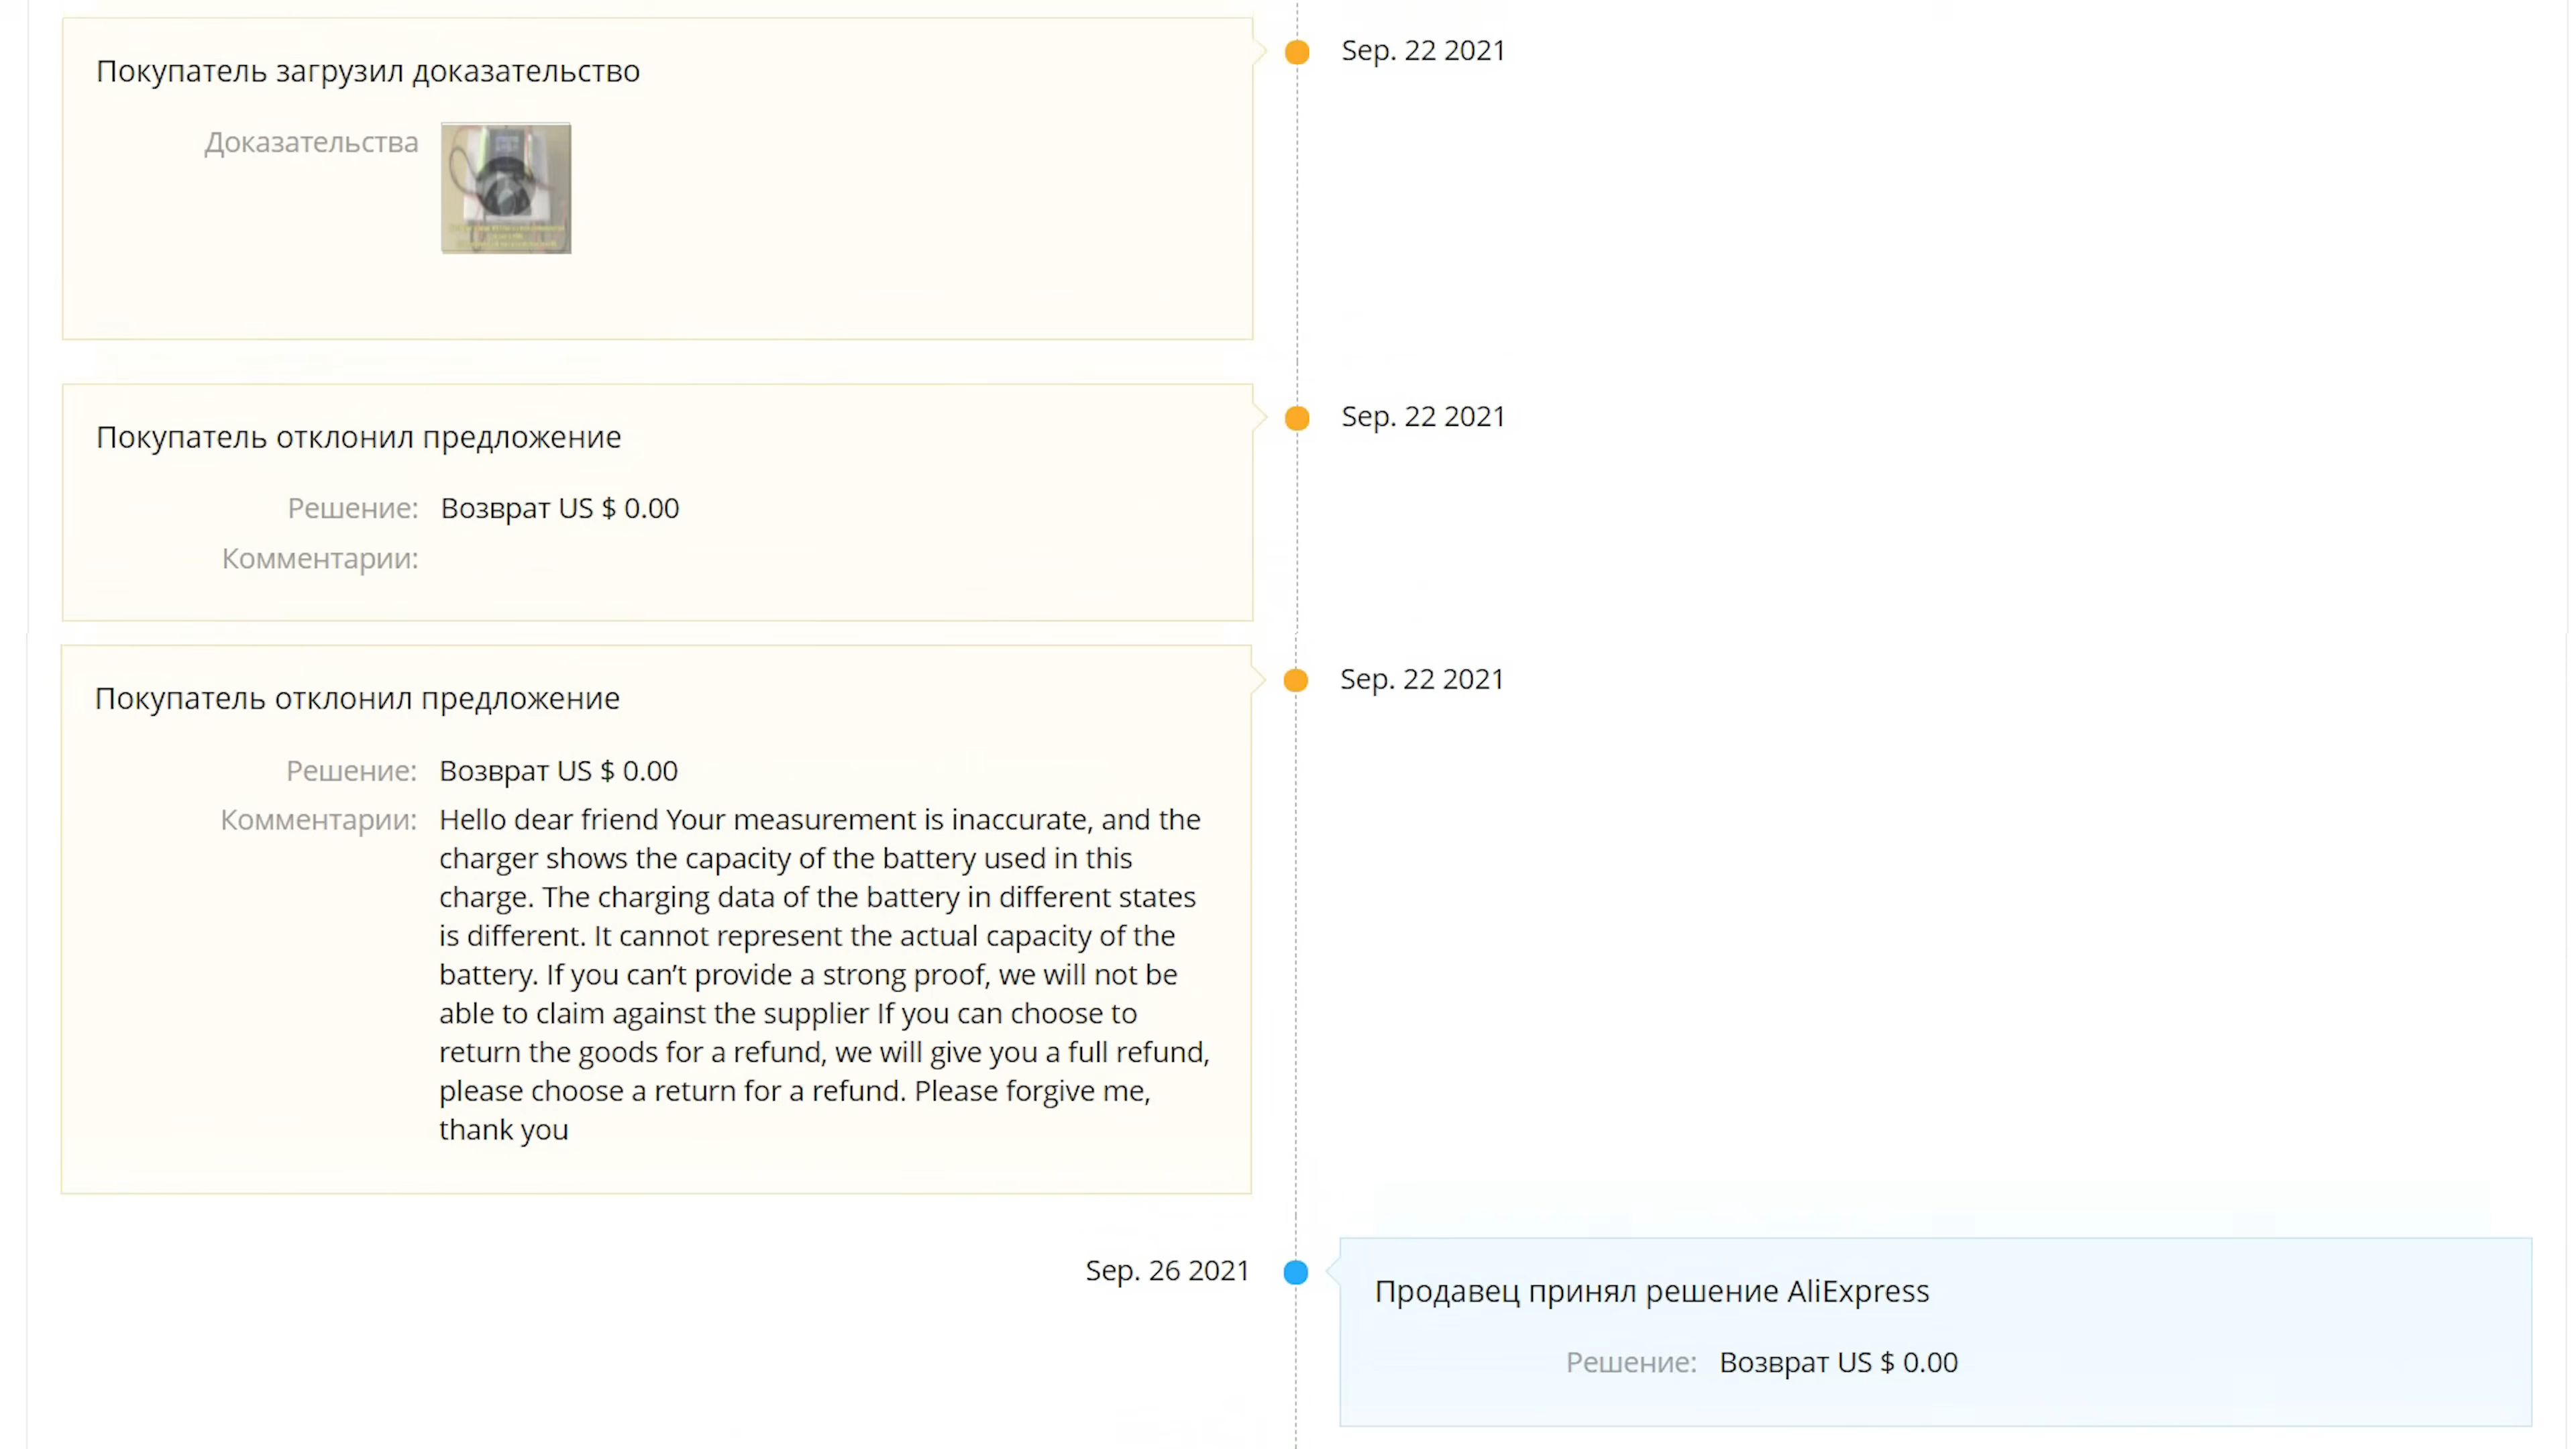 Покупатель загрузил доказательство
Sep. 22 2021
Доказательства
Покупатель отклонил предложение
Sep. 22 2021
Решение: Возврат US $ 0.00
Комментарии:
Покупатель отклонил предложение
Sep. 22 2021
Решение: Возврат US $ 0.00
Комментарии: Hello dear friend Your measurement is inaccurate, and the
charger shows the capacity of the battery used in this
charge. The charging data of the battery in different states
is different. It cannot represent the actual capacity of the
battery. If you can’t provide a strong proof, we will not be
able to claim against the supplier If you can choose to
return the goods for a refund, we will give you a full refund,
please choose a return for a refund. Please forgive me,
thank you
Sep. 26 2021
Продавец принял решение AliExpress
Решение: Возврат US $ 0.00